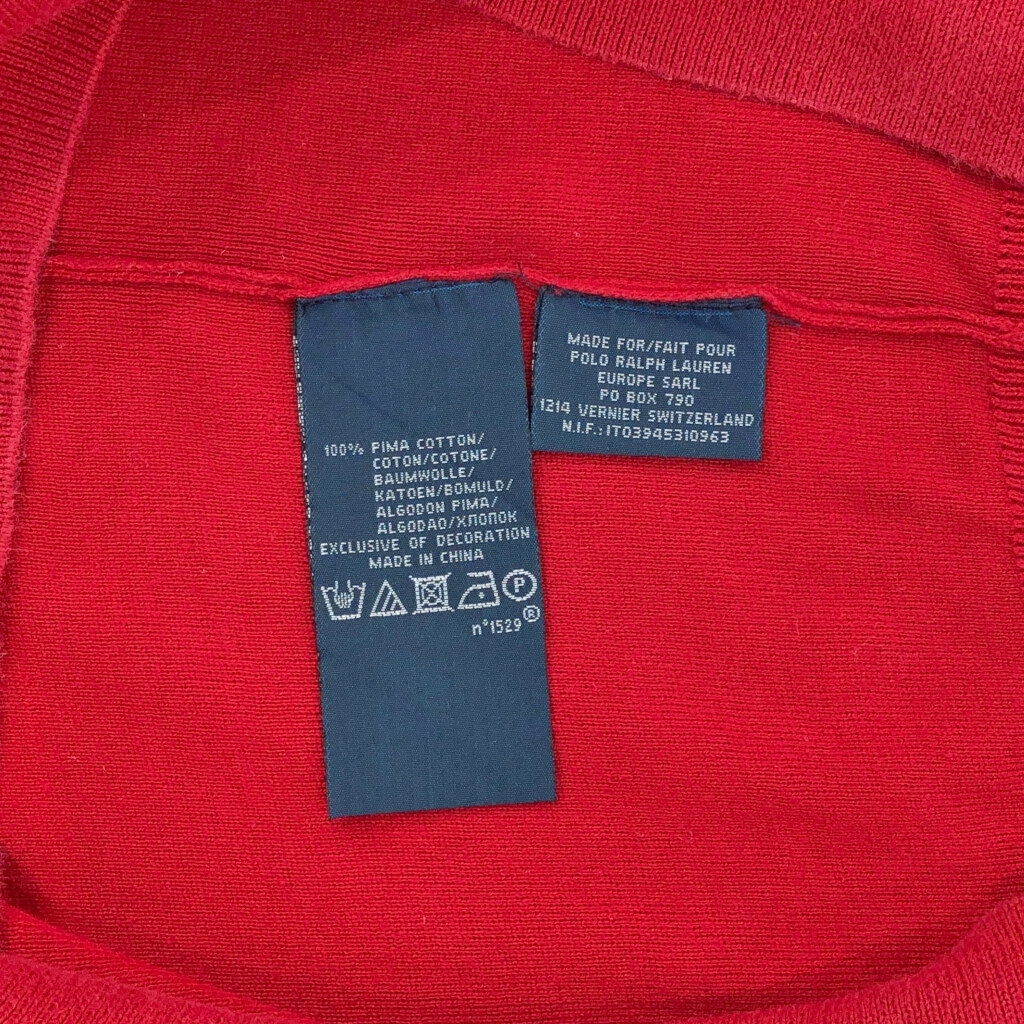 100% PIMA COTTON/
COTON/COTONE/
BAUMWOLLE/
KATOEN/BOMULD/
ALGODON PIMA/
ALGODAO/ХЛОПОК
EXCLUSIVE OF DECORATION
MADE IN CHINA
P
n°1529®
MADE FOR/FAIT POUR
POLO RALPH LAUREN
EUROPE SARL
PO BOX 790
1214 VERNIER SWITZERLAND
N.I.F.:IT03945310963